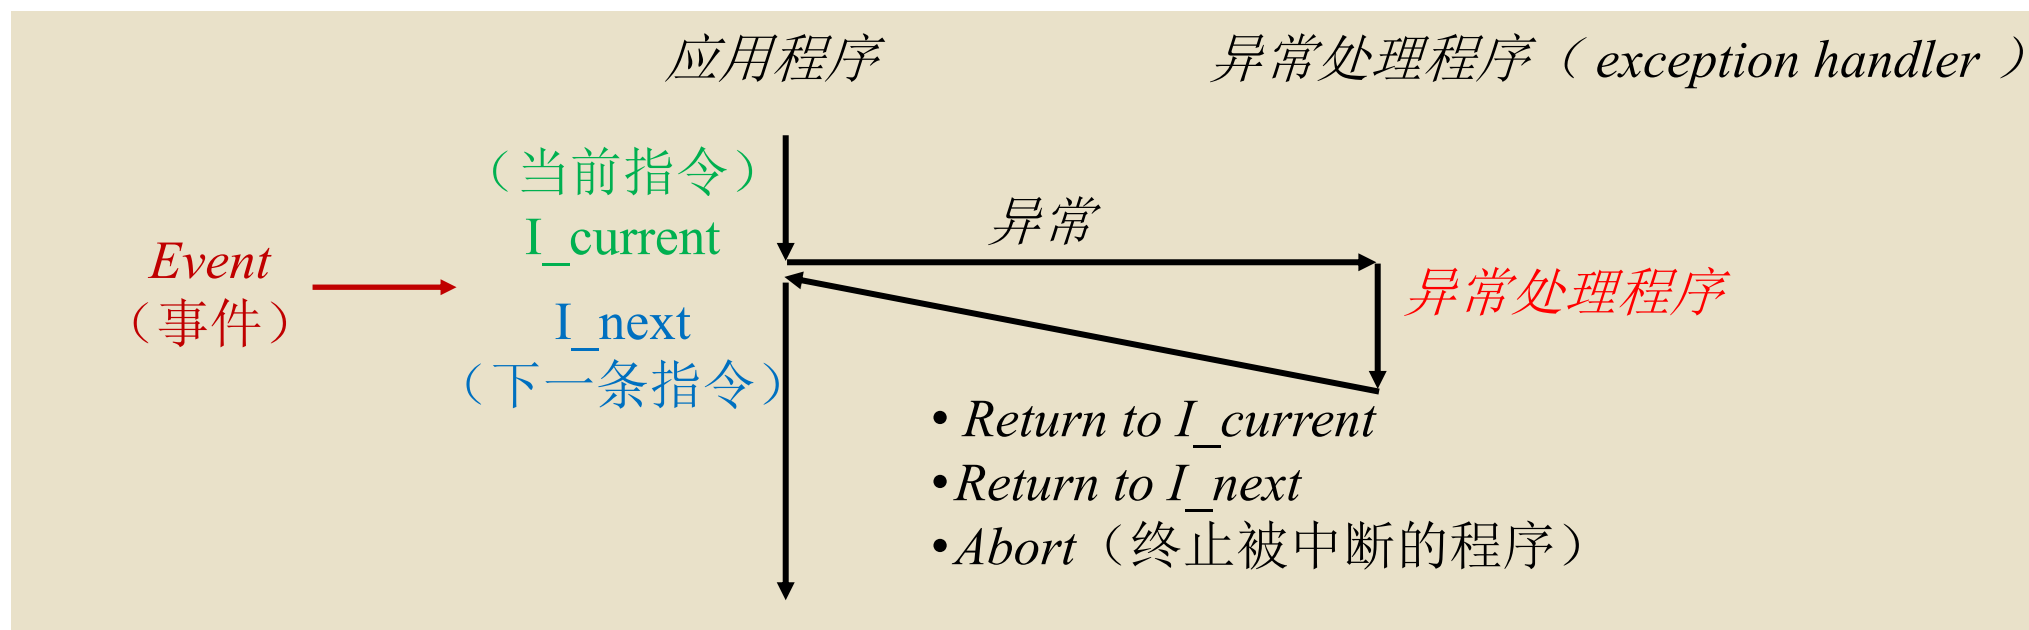 应用程序
异常处理程序（ exception handler ）
（当前指令）
I_current
异常
Event
（事件）
异常处理程序
I_next
（下一条指令）
• Return to I_current
•Return to I_next
•Abort（终止被中断的程序）